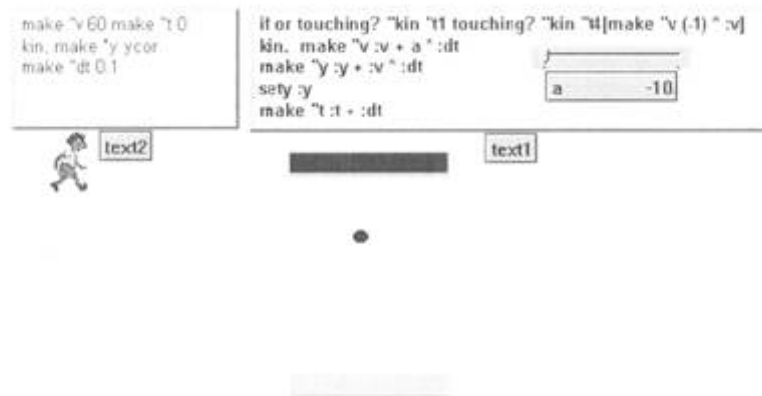 make "v 60 make "t 0
kin, make "y ycor
make "dt 0.1
if or touching? "kin "t1 touching? "kin "t4[make "v (-1) * :v]
kin. make "v :v + a * :dt
make "y :y + :v * :dt
sety :y
make "t :t + :dt
a -10
text2
text1